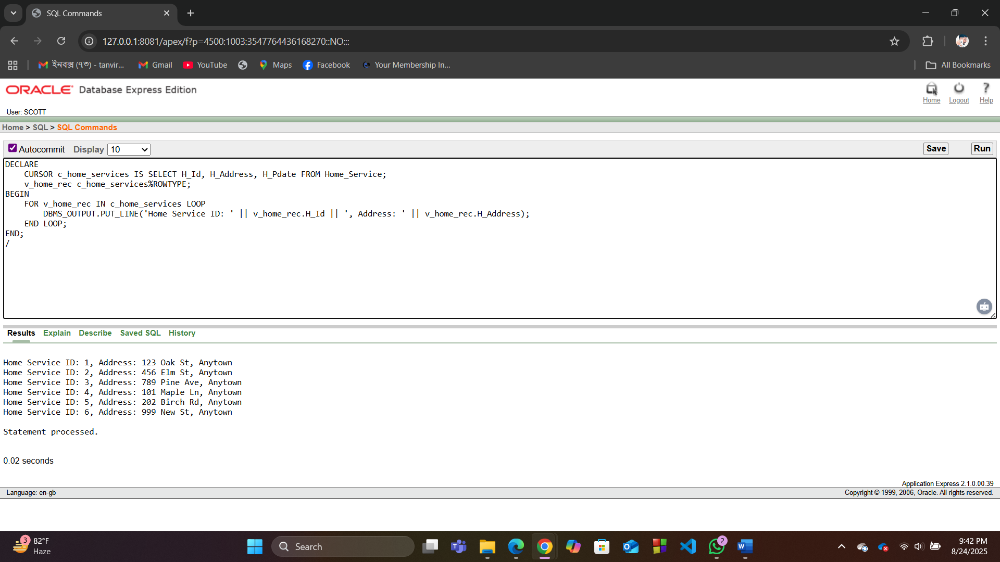 SQL Commands
127.0.0.1:8081/apex/f?p=4500:1003:3547764436168270::NO:::
ইনবক্স (৭৩) - tanvir... Gmail YouTube Maps Facebook Your Membership In... All Bookmarks
ORACLE Database Express Edition
Home Logout Help
User: SCOTT
Home > SQL > SQL Commands
Autocommit Display 10 Save Run
DECLARE
    CURSOR c_home_services IS SELECT H_Id, H_Address, H_Pdate FROM Home_Service;
    v_home_rec c_home_services%ROWTYPE;
BEGIN
    FOR v_home_rec IN c_home_services LOOP
        DBMS_OUTPUT.PUT_LINE('Home Service ID: ' || v_home_rec.H_Id || ', Address: ' || v_home_rec.H_Address);
    END LOOP;
END;
/
Results Explain Describe Saved SQL History
Home Service ID: 1, Address: 123 Oak St, Anytown
Home Service ID: 2, Address: 456 Elm St, Anytown
Home Service ID: 3, Address: 789 Pine Ave, Anytown
Home Service ID: 4, Address: 101 Maple Ln, Anytown
Home Service ID: 5, Address: 202 Birch Rd, Anytown
Home Service ID: 6, Address: 999 New St, Anytown
Statement processed.
0.02 seconds
Application Express 2.1.0.00.39
Language: en-gb Copyright © 1999, 2006, Oracle. All rights reserved.
3 82°F
Haze
Search
2
9:42 PM
8/24/2025